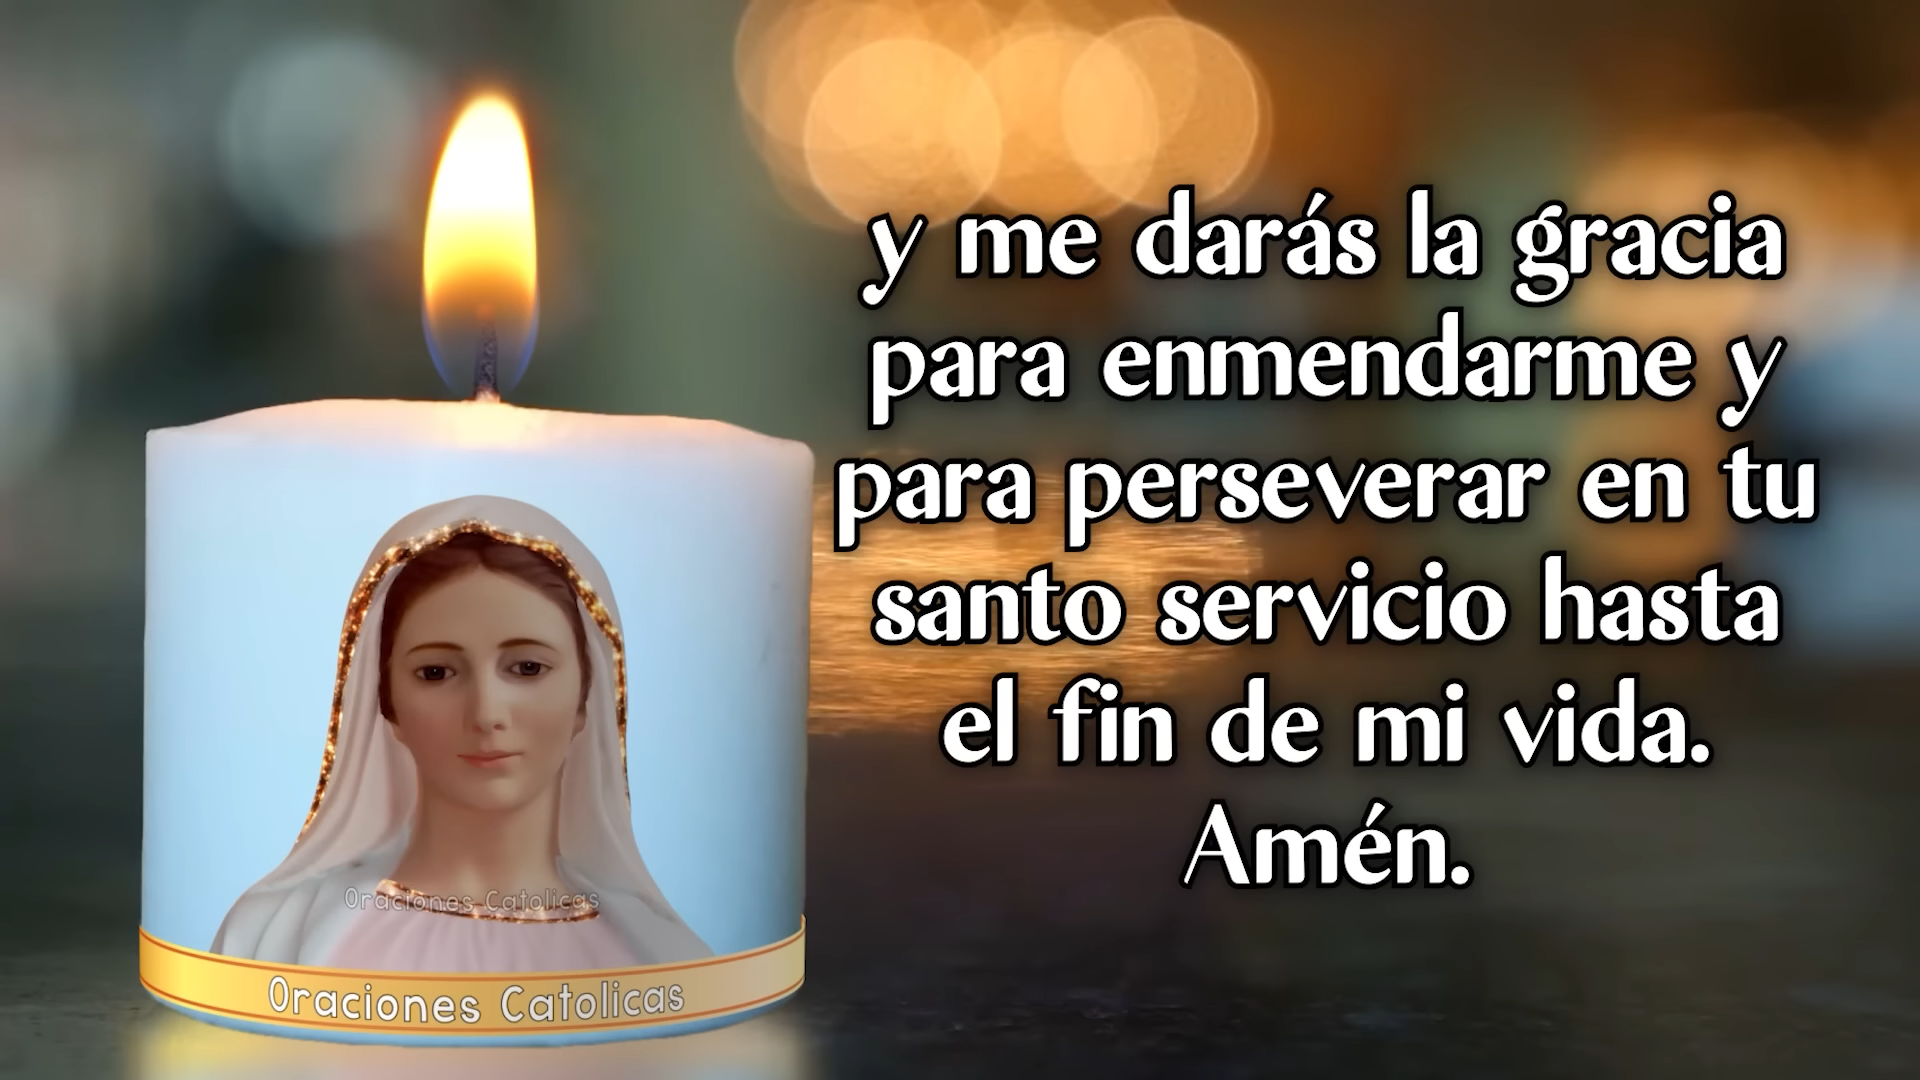 y me darás la gracia
para enmendarme y
para perseverar en tu
santo servicio hasta
el fin de mi vida.
Amén.
Oraciones Catolicas
Oraciones Catolicas